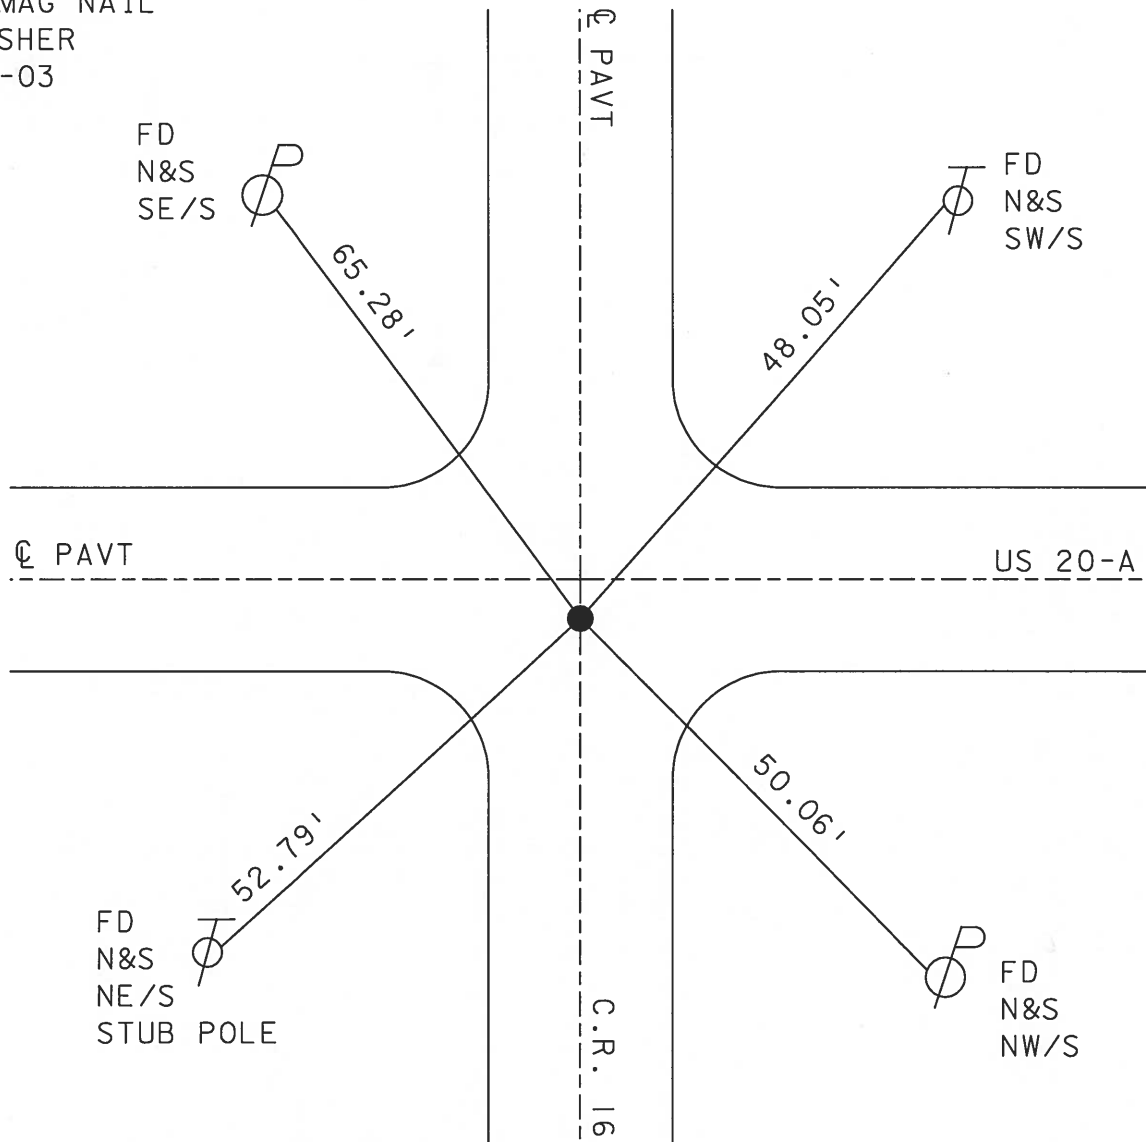 MAG NAIL
SHER
-03
℄ PAVT
FD
N&S
SE/S
FD
N&S
SW/S
65.28'
48.05'
℄ PAVT
US 20-A
52.79'
50.06'
FD
N&S
NE/S
STUB POLE
FD
N&S
NW/S
C.R. 16